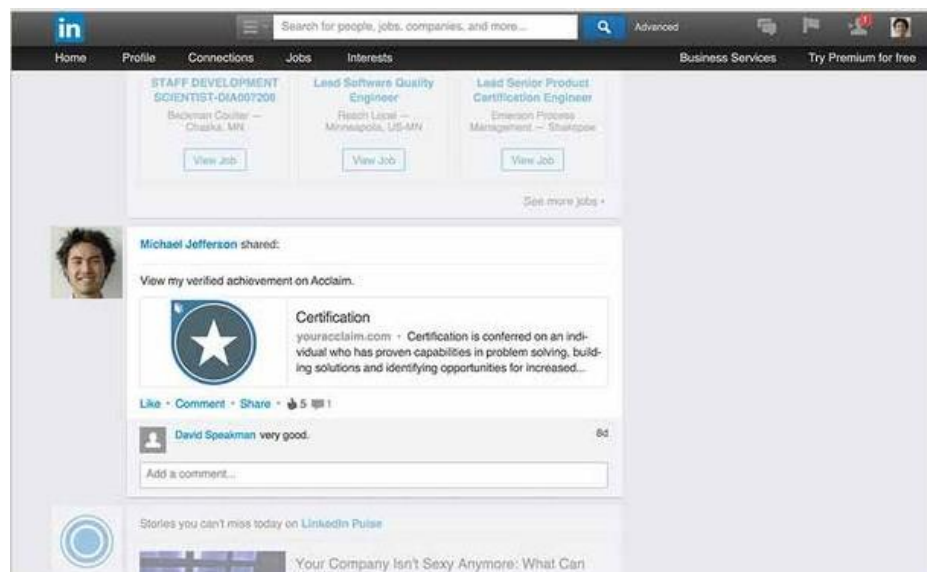 in
Search for people, jobs, companies, and more...
Advanced
Home Profile Connections Jobs Interests Business Services Try Premium for free
STAFF DEVELOPMENT SCIENTIST-DIA007208
Beckman Coulter — Chaska, MN
View Job
Lead Software Quality Engineer
Reach Local — Minneapolis, US-MN
View Job
Lead Senior Product Certification Engineer
Emerson Process Management — Shakopee
View Job
See more jobs ›
Michael Jefferson shared:
View my verified achievement on Acclaim.
Certification
youracclaim.com · Certification is conferred on an indi-
vidual who has proven capabilities in problem solving, build-
ing solutions and identifying opportunities for increased...
Like · Comment · Share · 5 1
David Speakman very good. 8d
Add a comment...
Stories you can't miss today on LinkedIn Pulse
Your Company Isn't Sexy Anymore: What Can